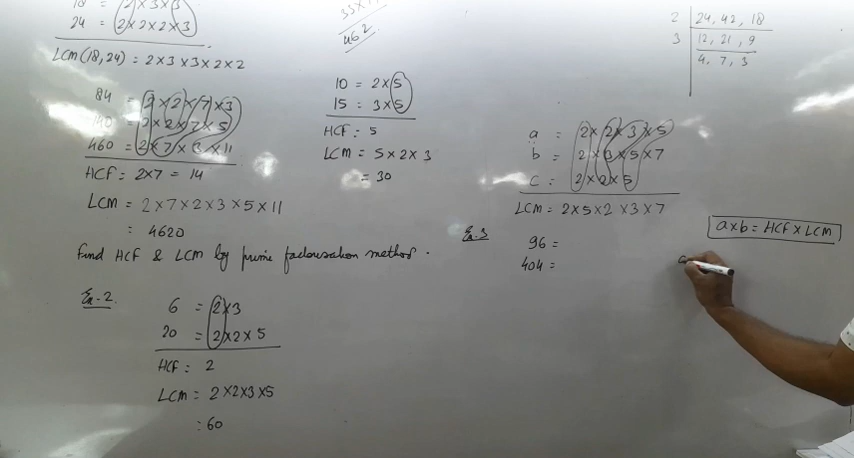 18 = 2×3×3
24 = 2×2×2×3
LCM(18,24) : 2×3×3×2×2
462
84 = 2×2×7×3
140 = 2×2×7×5
460 = 2×7×3×11
HCF: 2×7 = 14
LCM = 2×7×2×3×5×11
: 4620
Find HCF & LCM by prime factorisation method.
Ex-2.
6 = 2×3
20 = 2×2×5
HCF: 2
LCM = 2×2×3×5
:60
10 = 2×5
15 : 3×5
HCF: 5
LCM = 5×2×3
= 30
2 24, 42, 18
3 12, 21, 9
4, 7, 3
a = 2×2×3×5
b = 2×3×5×7
c : 2×2×5
LCM = 2×5×2×3×7
Ex.3
96 =
404 =
a×b = HCF×LCM